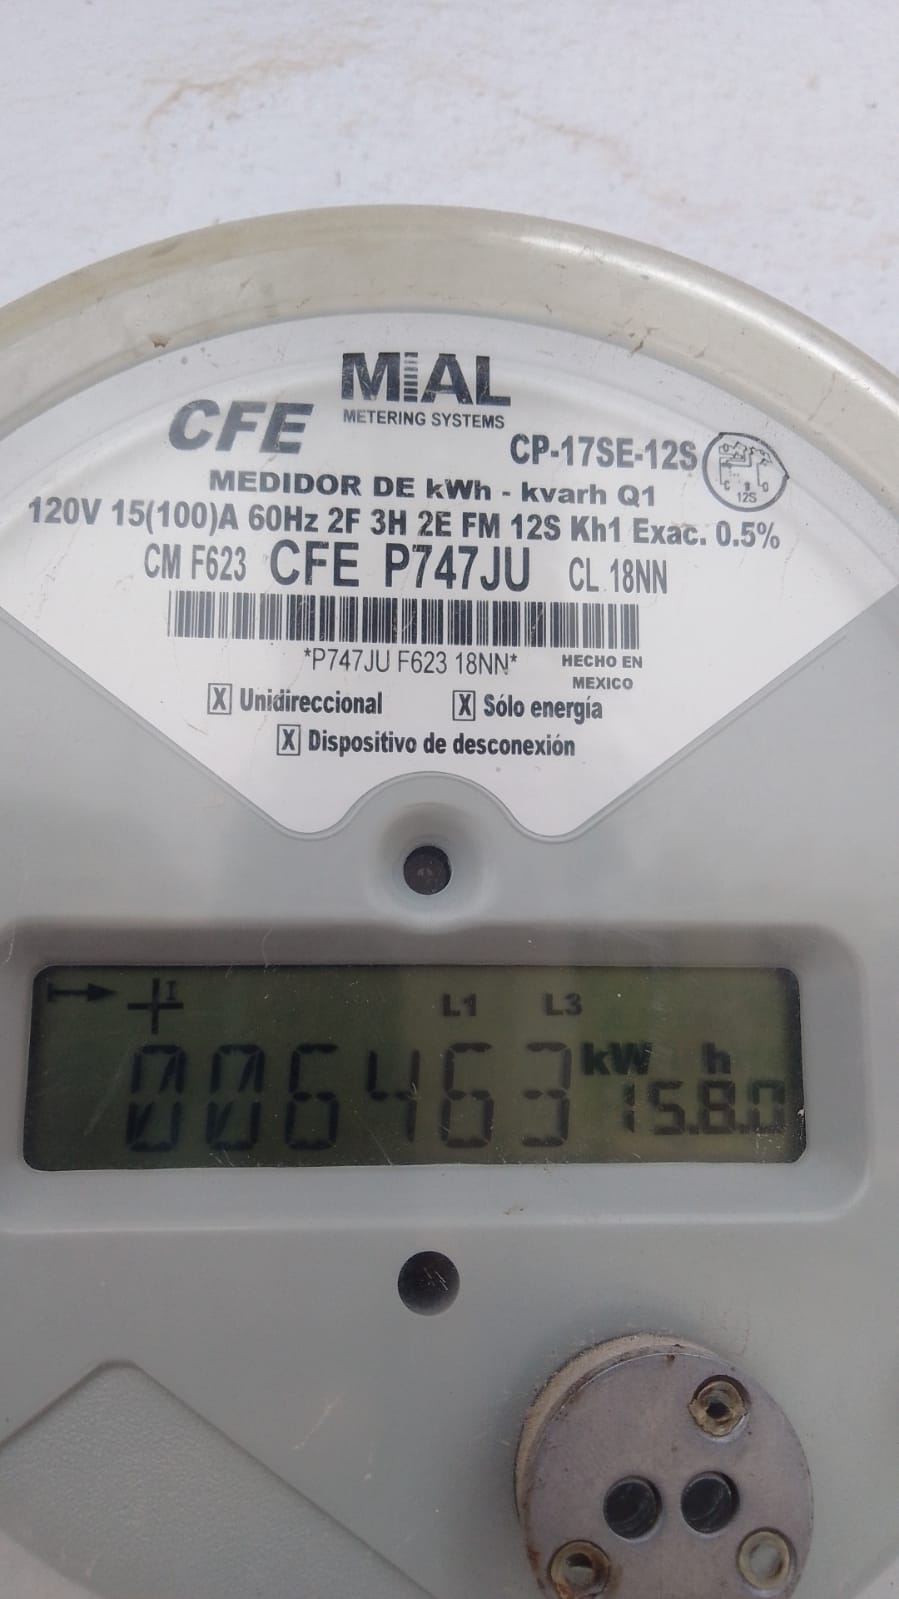 MIAL
METERING SYSTEMS
CFE
CP-17SE-12S
12S
MEDIDOR DE kWh - kvarh Q1
120V 15(100)A 60Hz 2F 3H 2E FM 12S Kh1 Exac. 0.5%
CM F623 CFE P747JU CL 18NN
*P747JU F623 18NN*
HECHO EN
MEXICO
X Unidireccional X Sólo energía
X Dispositivo de desconexión
I L1 L3
006463 kW h
15.8.0